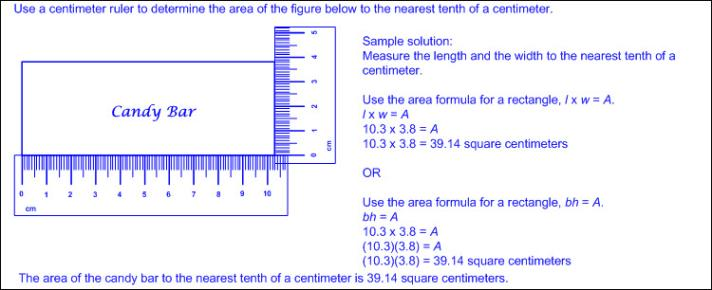 Use a centimeter ruler to determine the area of the figure below to the nearest tenth of a centimeter.
Candy Bar
0 1 2 3 4 5 6 7 8 9 10
cm
5
4
3
2
1
0
cm
Sample solution:
Measure the length and the width to the nearest tenth of a
centimeter.
Use the area formula for a rectangle, l x w = A.
l x w = A
10.3 x 3.8 = A
10.3 x 3.8 = 39.14 square centimeters
OR
Use the area formula for a rectangle, bh = A.
bh = A
10.3 x 3.8 = A
(10.3)(3.8) = A
(10.3)(3.8) = 39.14 square centimeters
The area of the candy bar to the nearest tenth of a centimeter is 39.14 square centimeters.